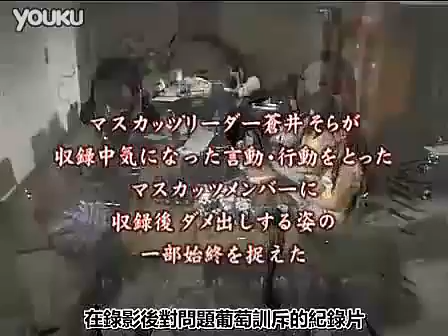 YOUKU
マスカッツリーダー蒼井そらが
収録中気になった言動・行動をとった
マスカッツメンバーに
収録後ダメ出しする姿の
一部始終を捉えた
在錄影後對問題葡萄訓斥的紀錄片